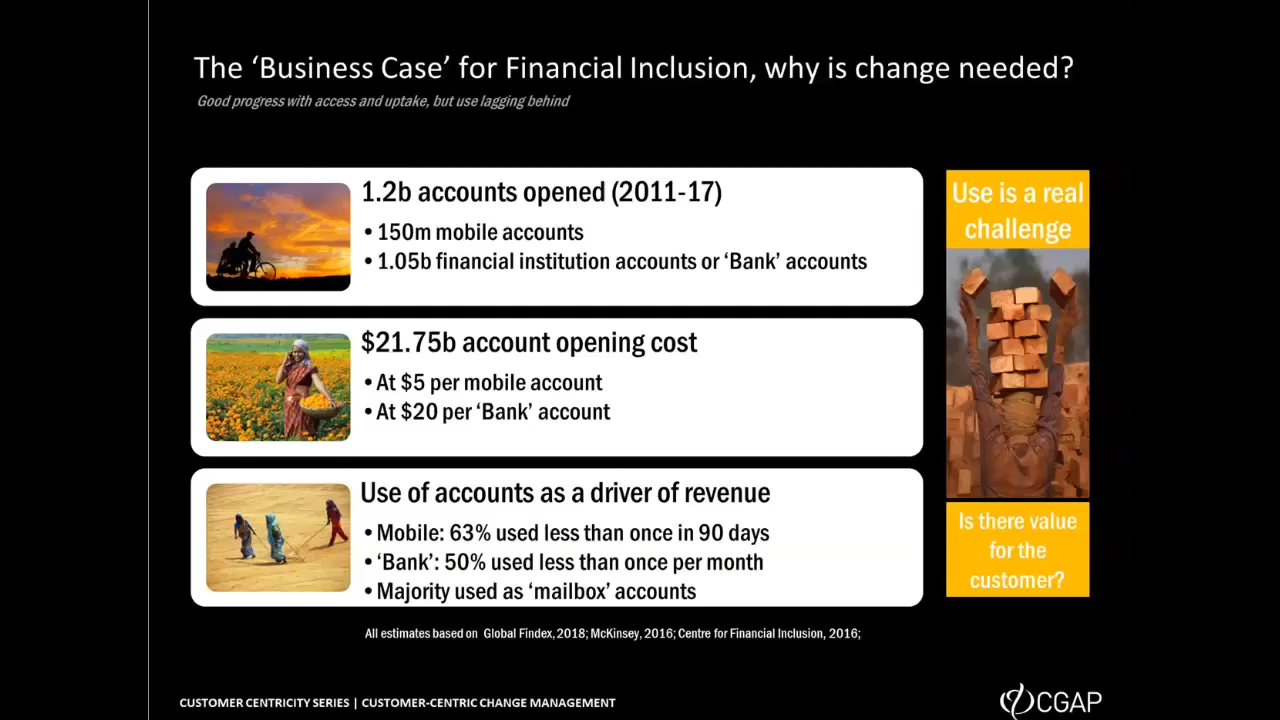 The ‘Business Case’ for Financial Inclusion, why is change needed?
Good progress with access and uptake, but use lagging behind
1.2b accounts opened (2011-17)
• 150m mobile accounts
• 1.05b financial institution accounts or ‘Bank’ accounts
$21.75b account opening cost
• At $5 per mobile account
• At $20 per ‘Bank’ account
Use of accounts as a driver of revenue
• Mobile: 63% used less than once in 90 days
• ‘Bank’: 50% used less than once per month
• Majority used as ‘mailbox’ accounts
Use is a real
challenge
Is there value
for the
customer?
All estimates based on Global Findex, 2018; McKinsey, 2016; Centre for Financial Inclusion, 2016;
CUSTOMER CENTRICITY SERIES | CUSTOMER-CENTRIC CHANGE MANAGEMENT
CGAP